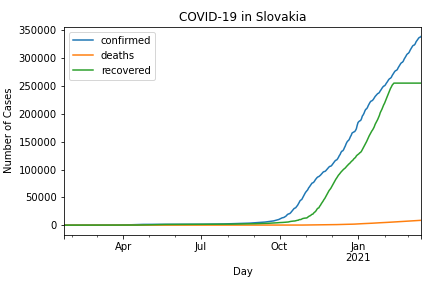 COVID-19 in Slovakia
350000
300000
250000
200000
150000
100000
50000
0
Number of Cases
confirmed
deaths
recovered
Apr
Jul
Oct
Jan
2021
Day